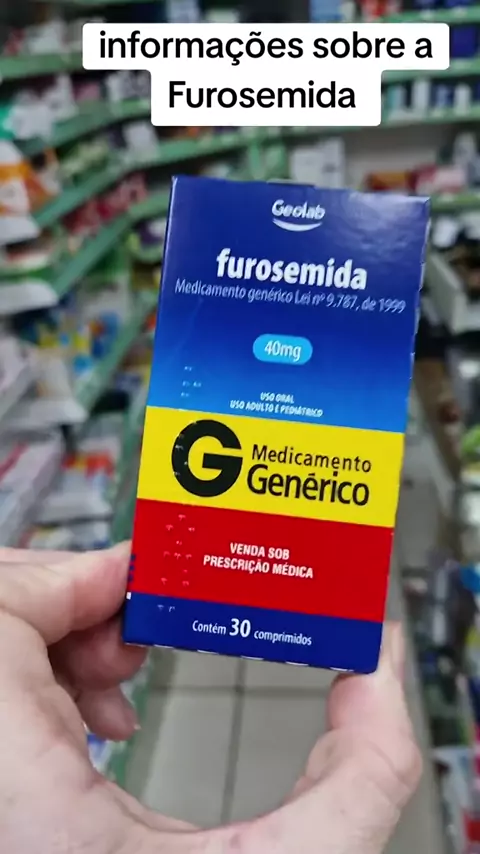 informações sobre a
Furosemida
Geolab
furosemida
Medicamento genérico Lei nº 9.787, de 1999
40mg
USO ORAL
USO ADULTO E PEDIÁTRICO
G Medicamento
Genérico
VENDA SOB
PRESCRIÇÃO MÉDICA
Contém 30 comprimidos